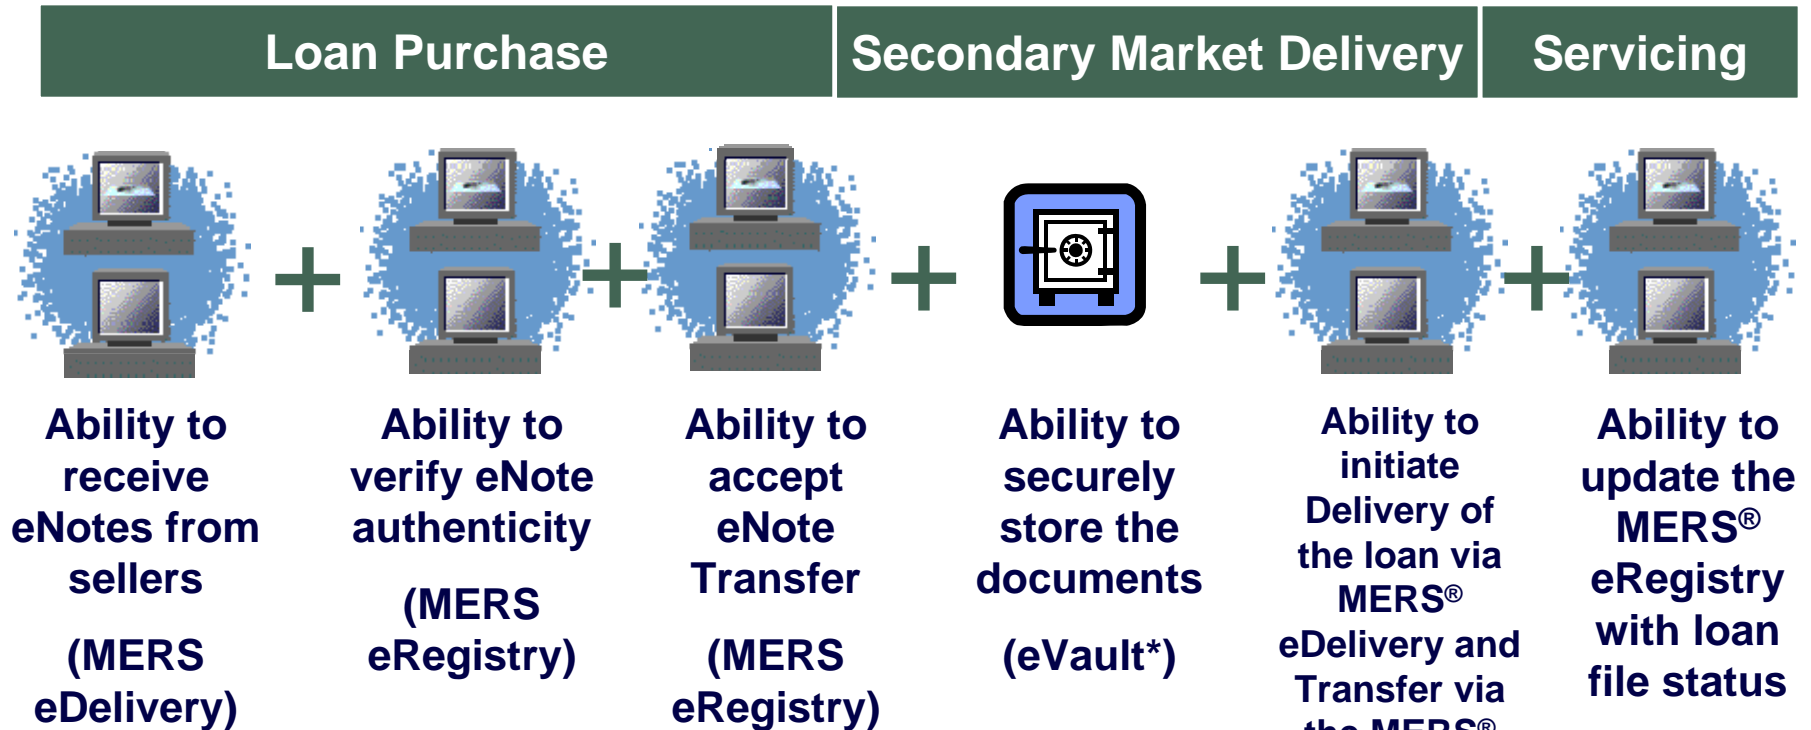 Loan Purchase
Secondary Market Delivery
Servicing
Ability to
receive
eNotes from
sellers
(MERS
eDelivery)
Ability to
verify eNote
authenticity
(MERS
eRegistry)
Ability to
accept
eNote
Transfer
(MERS
eRegistry)
Ability to
securely
store the
documents
(eVault*)
Ability to
initiate
Delivery of
the loan via
MERS®
eDelivery and
Transfer via
the MERS®
Ability to
update the
MERS®
eRegistry
with loan
file status